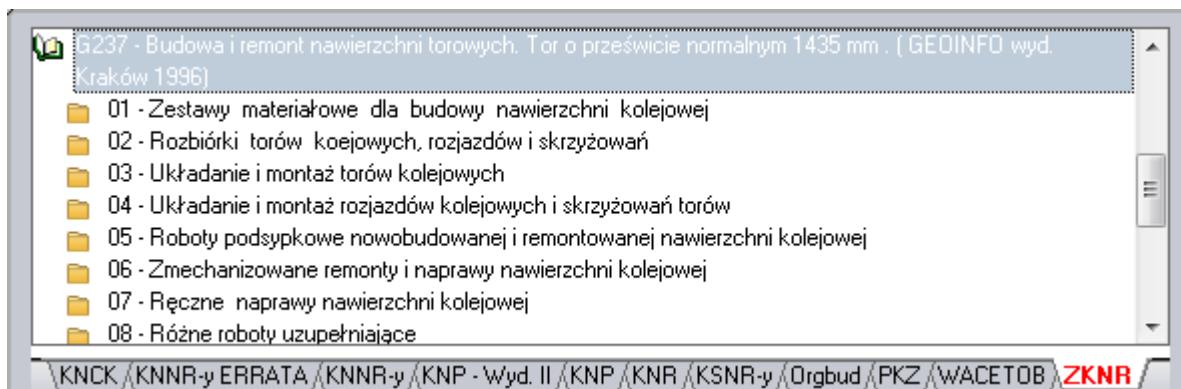 G237 - Budowa i remont nawierzchni torowych. Tor o prześwicie normalnym 1435 mm . ( GEOINFO wyd.
Kraków 1996)
01 - Zestawy materiałowe dla budowy nawierzchni kolejowej
02 - Rozbiórki torów koejowych, rozjazdów i skrzyżowań
03 - Układanie i montaż torów kolejowych
04 - Układanie i montaż rozjazdów kolejowych i skrzyżowań torów
05 - Roboty podsypkowe nowobudowanej i remontowanej nawierzchni kolejowej
06 - Zmechanizowane remonty i naprawy nawierzchni kolejowej
07 - Ręczne naprawy nawierzchni kolejowej
08 - Różne roboty uzupełniające
KNCK KNNR-y ERRATA KNNR-y KNP - Wyd. II KNP KNR KSNR-y Orgbud PKZ WACETOB ZKNR